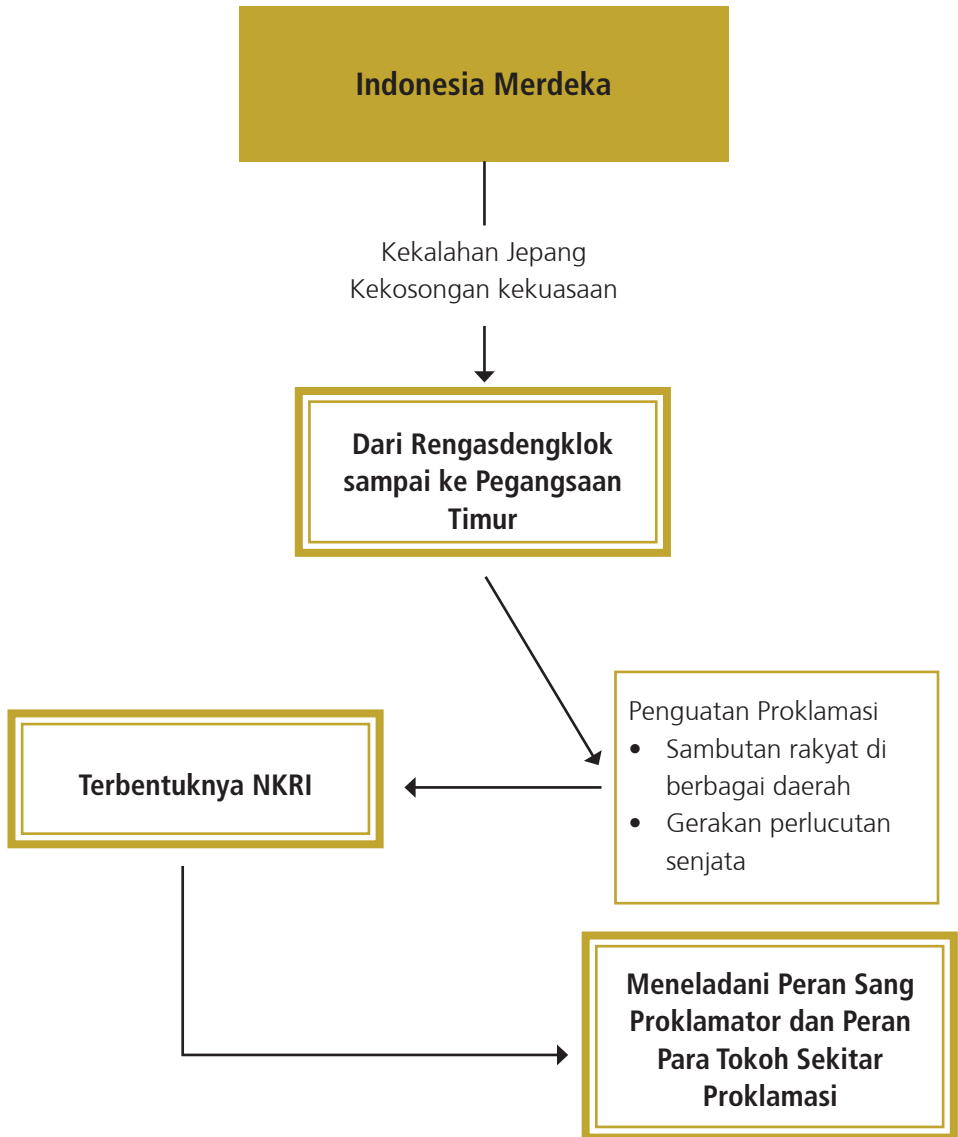 Indonesia Merdeka
Kekalahan Jepang
Kekosongan kekuasaan
Dari Rengasdengklok
sampai ke Pegangsaan
Timur
Penguatan Proklamasi
• Sambutan rakyat di
berbagai daerah
• Gerakan perlucutan
senjata
Terbentuknya NKRI
Meneladani Peran Sang
Proklamator dan Peran
Para Tokoh Sekitar
Proklamasi